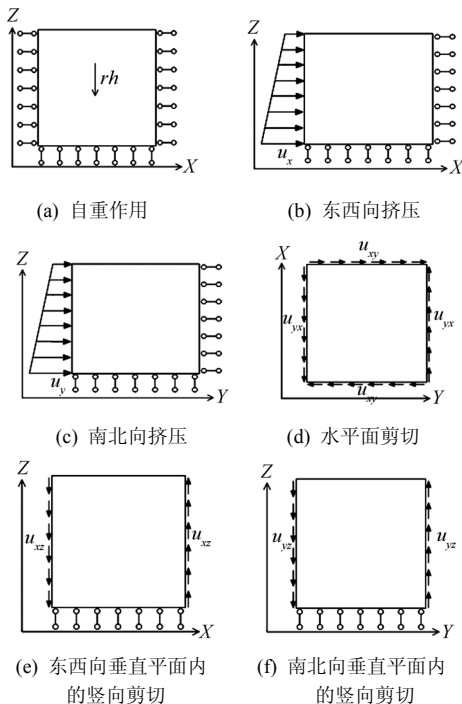 Z
rh
X
(a) 自重作用
Z
u_x
X
(b) 东西向挤压
Z
u_y
Y
(c) 南北向挤压
X
u_xy
u_yx
u_yx
u_xy
Y
(d) 水平面剪切
Z
u_xz
u_xz
X
(e) 东西向垂直平面内
的竖向剪切
Z
u_yz
u_yz
Y
(f) 南北向垂直平面内
的竖向剪切